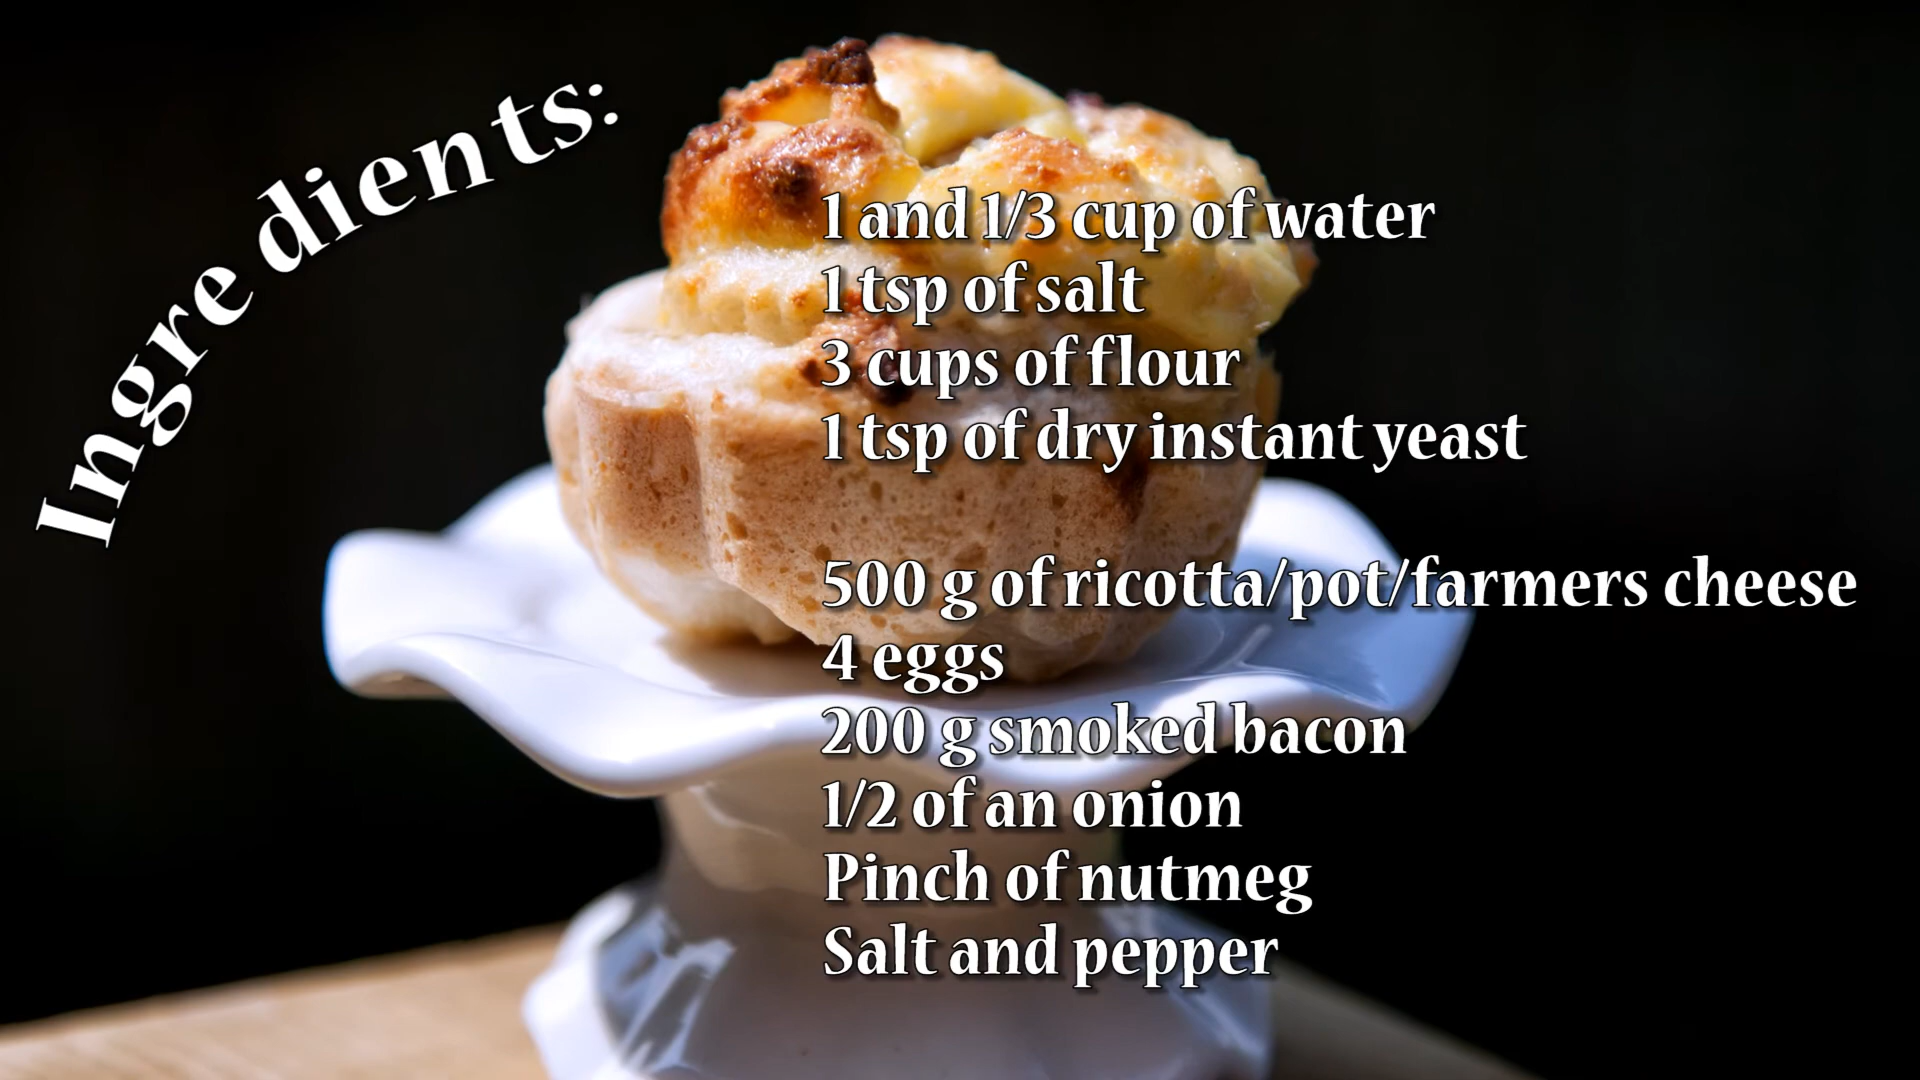 Ingredients:
1 and 1/3 cup of water
1 tsp of salt
3 cups of flour
1 tsp of dry instant yeast
500 g of ricotta/pot/farmers cheese
4 eggs
200 g smoked bacon
1/2 of an onion
Pinch of nutmeg
Salt and pepper